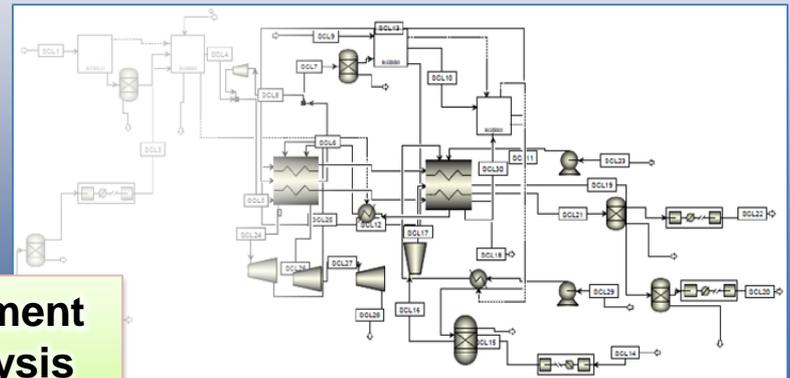 DCL13
DCL9
DCL1
DCL4
DCL7
DCL10
DCL8
DCL6
DCL3
DCL11
DCL23
DCL30
DCL19
DCL5
DCL25
DCL12
DCL21
DCL22
DCL24
DCL17
DCL18
DCL26
DCL27
DCL29
DCL20
DCL16
DCL28
DCL15
DCL14
ment
ysis